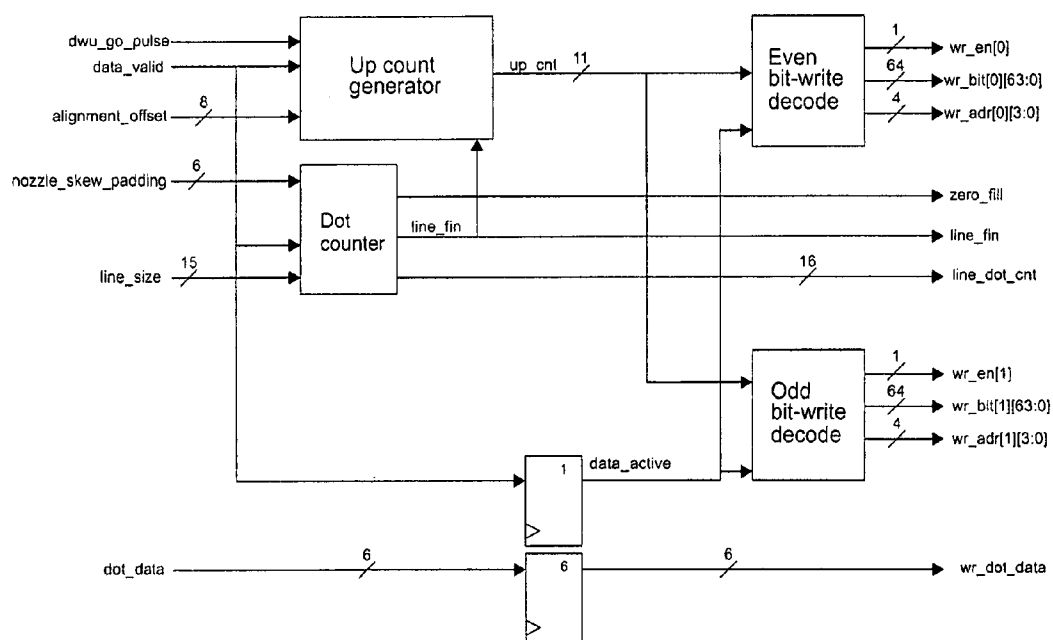 dwu_go_pulse
data_valid
alignment_offset
8
Up count
generator
up_cnt
11
Even
bit-write
decode
1
wr_en[0]
64
wr_bit[0][63:0]
4
wr_adr[0][3:0]
nozzle_skew_padding
6
line_size
15
Dot
counter
line_fin
zero_fill
line_fin
16
line_dot_cnt
Odd
bit-write
decode
1
wr_en[1]
64
wr_bit[1][63:0]
4
wr_adr[1][3:0]
1
data_active
dot_data
6
6
6
wr_dot_data